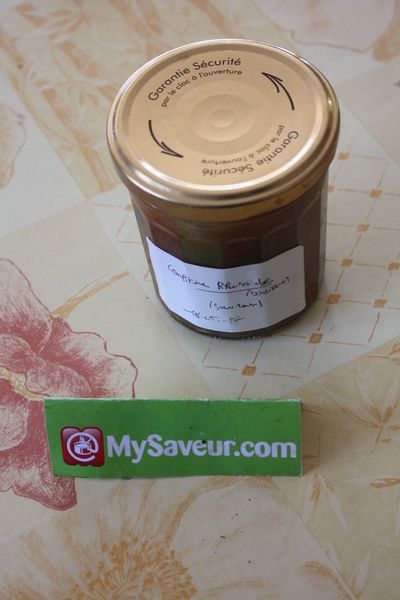 Garantie Sécurité
par le clac à l'ouverture
Garantie Sécurité
par le clac à l'ouverture
Confiture Rhubarbe
MySaveur.com